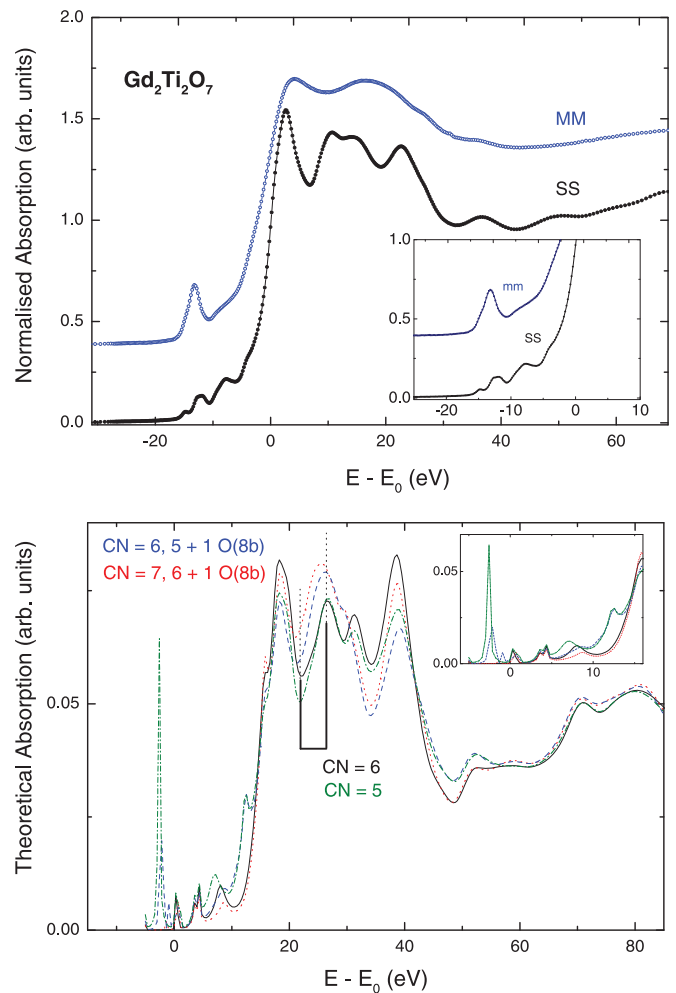 Gd2Ti2O7
MM
SS
2.0
1.5
1.0
0.5
0.0
Normalised Absorption (arb. units)
1.0
0.5
0.0
mm
SS
-20
-10
0
10
-20
0
20
40
60
E - E0 (eV)
CN = 6, 5 + 1 O(8b)
CN = 7, 6 + 1 O(8b)
0.05
0.00
0
10
0.05
0.00
Theoretical Absorption (arb. units)
CN = 6
CN = 5
0
20
40
60
80
E - E0 (eV)